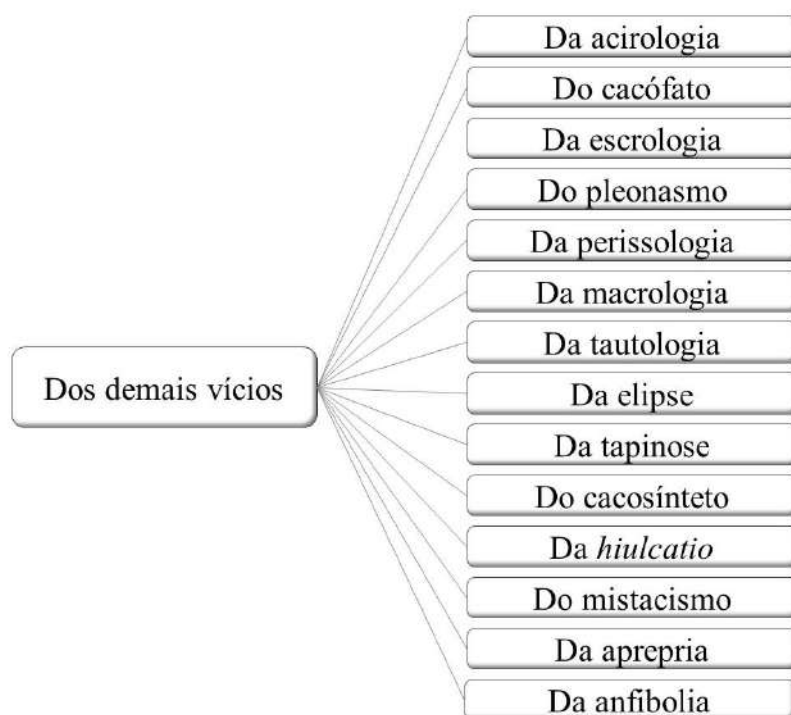 Da acirologia
Do cacófato
Da escrologia
Do pleonasmo
Da perissologia
Da macrologia
Da tautologia
Dos demais vícios
Da elipse
Da tapinose
Do cacosínteto
Da hiulcatio
Do mistacismo
Da aprepria
Da anfibolia